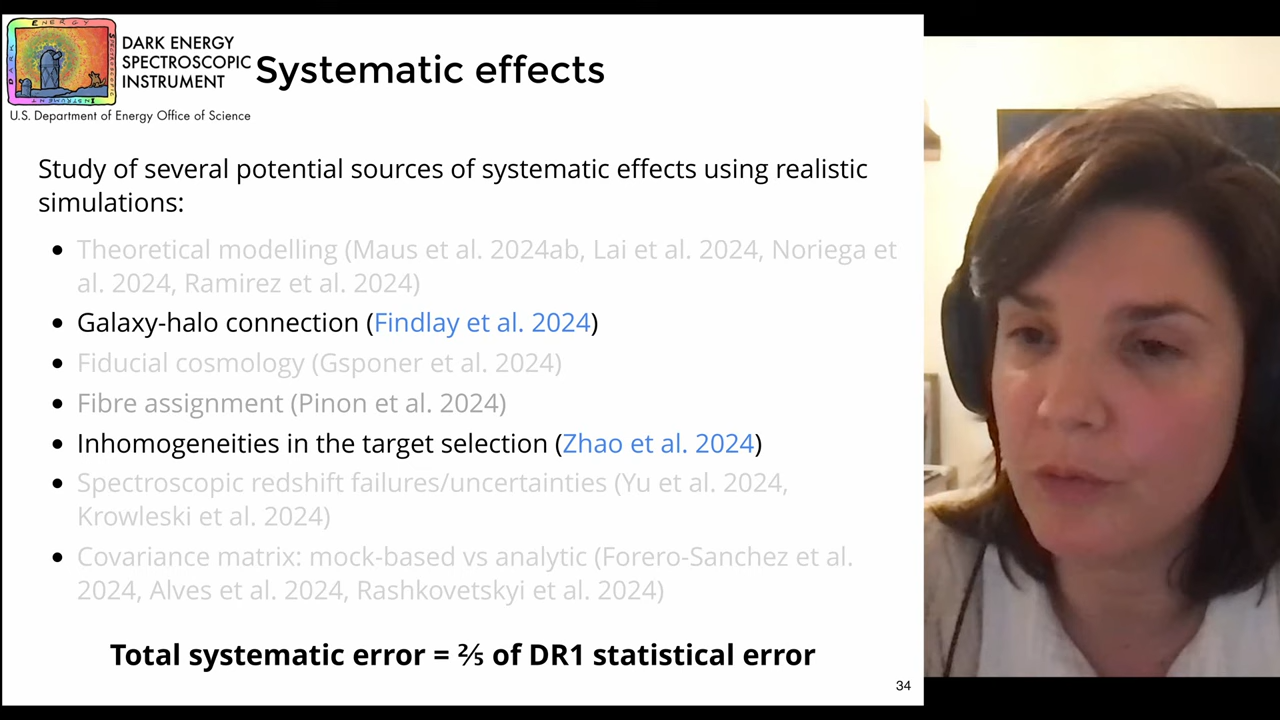 DARK ENERGY
SPECTROSCOPIC
INSTRUMENT
U.S. Department of Energy Office of Science
Systematic effects
Study of several potential sources of systematic effects using realistic
simulations:
• Theoretical modelling (Maus et al. 2024ab, Lai et al. 2024, Noriega et
al. 2024, Ramirez et al. 2024)
• Galaxy-halo connection (Findlay et al. 2024)
• Fiducial cosmology (Gsponer et al. 2024)
• Fibre assignment (Pinon et al. 2024)
• Inhomogeneities in the target selection (Zhao et al. 2024)
• Spectroscopic redshift failures/uncertainties (Yu et al. 2024,
Krowleski et al. 2024)
• Covariance matrix: mock-based vs analytic (Forero-Sanchez et al.
2024, Alves et al. 2024, Rashkovetskyi et al. 2024)
Total systematic error = ⅖ of DR1 statistical error
34